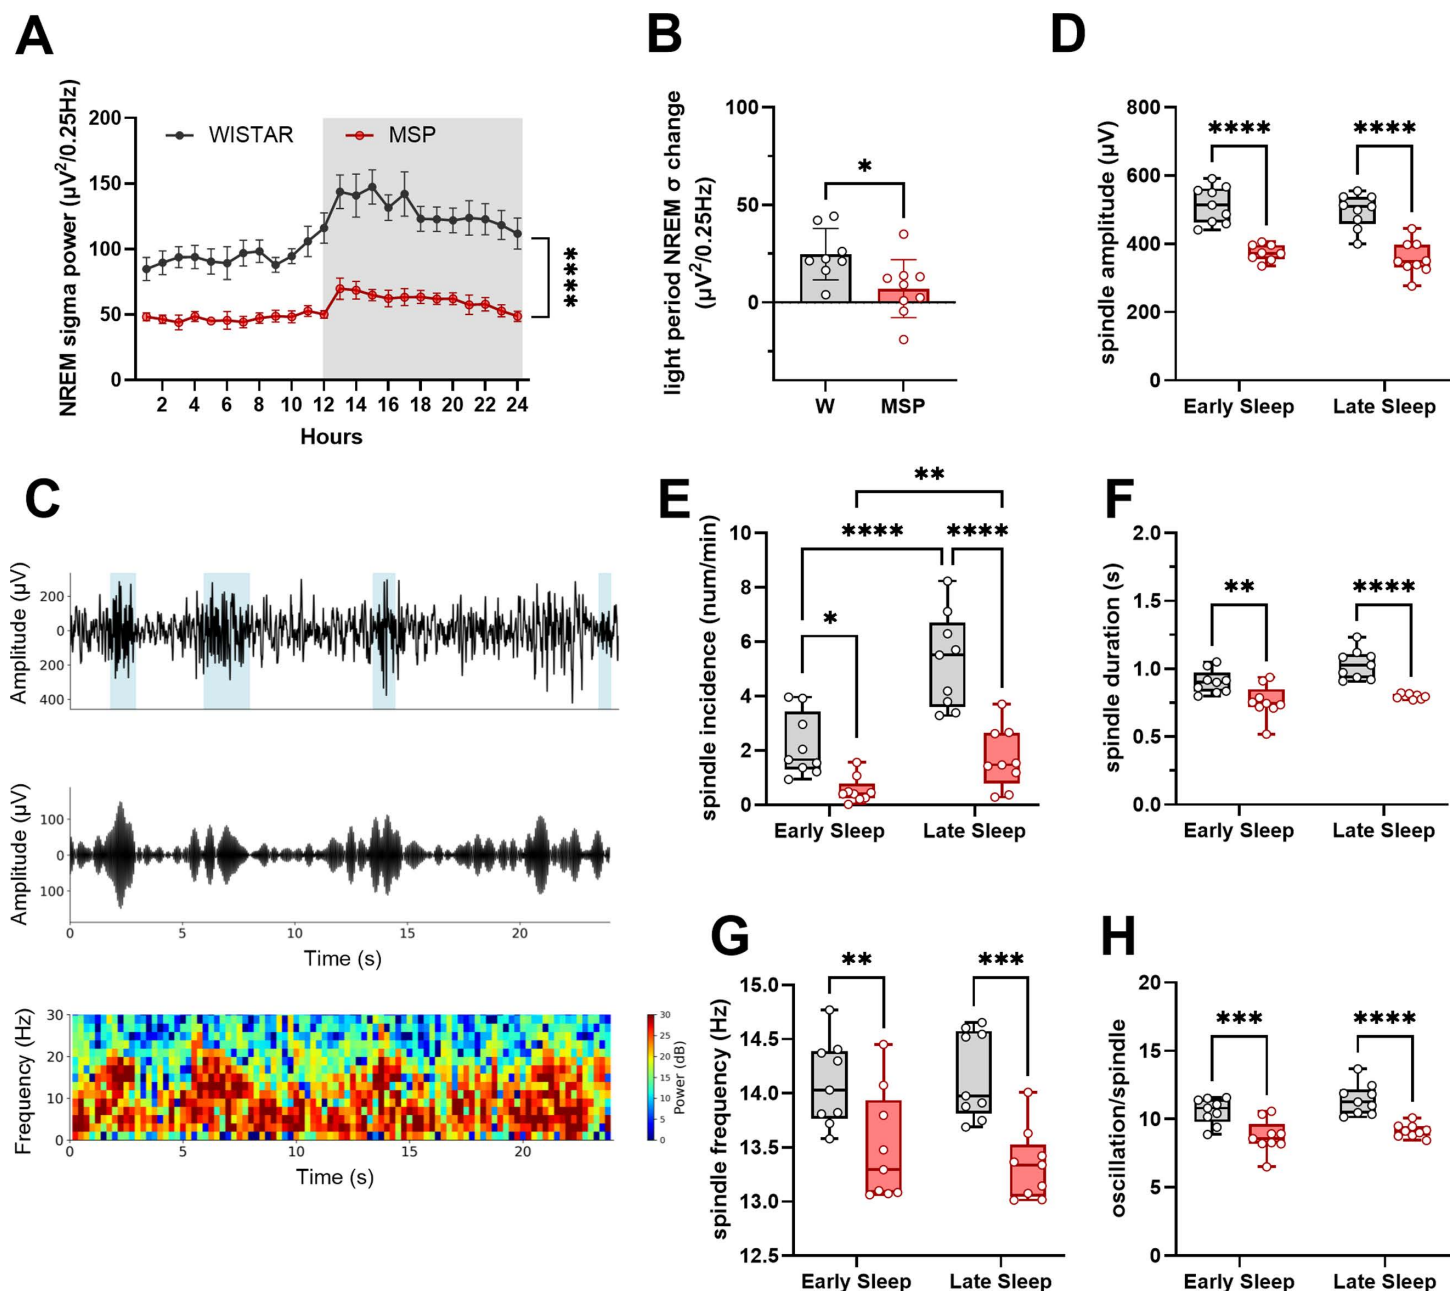 A
NREM sigma power (µV²/0.25Hz)
200
150
100
50
0
WISTAR
MSP
****
2 4 6 8 10 12 14 16 18 20 22 24
Hours
B
light period NREM σ change
(µV²/0.25Hz)
100
50
0
*
W MSP
D
spindle amplitude (µV)
800
600
400
200
0
**** ****
Early Sleep Late Sleep
C
Amplitude (µV)
200
0
200
400
Amplitude (µV)
100
0
100
0 5 10 15 20
Time (s)
Frequency (Hz)
30
20
10
0
0 5 10 15 20
Time (s)
30
25
20
15
10
5
0
Power (dB)
E
spindle incidence (num/min)
10
8
6
4
2
0
**
**** ****
*
Early Sleep Late Sleep
F
spindle duration (s)
2.0
1.5
1.0
0.5
0.0
** ****
Early Sleep Late Sleep
G
spindle frequency (Hz)
15.0
14.5
14.0
13.5
13.0
12.5
** ***
Early Sleep Late Sleep
H
oscillation/spindle
20
15
10
5
0
*** ****
Early Sleep Late Sleep